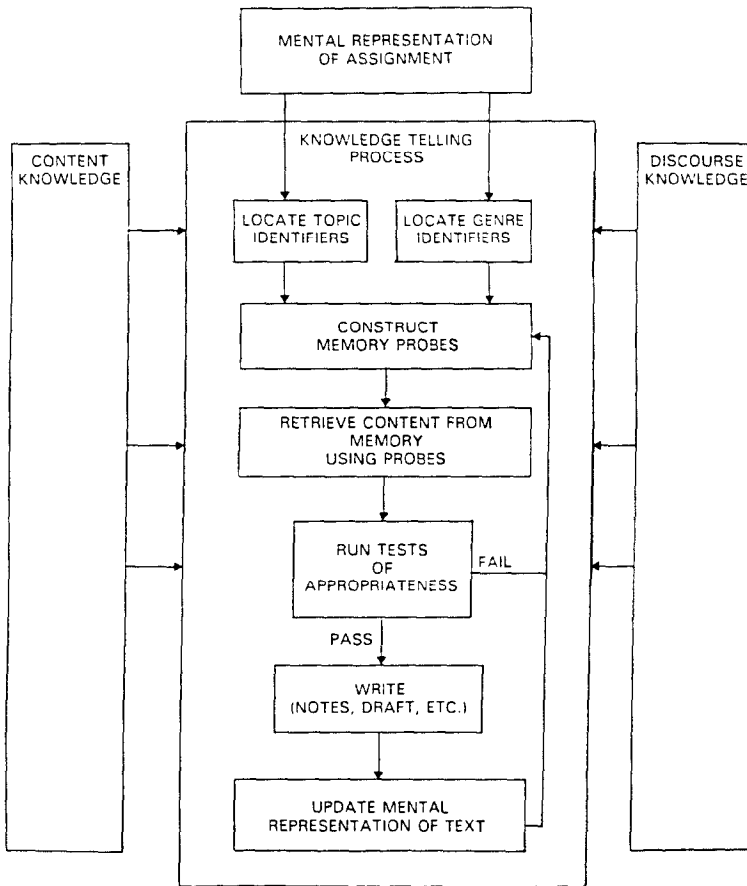 MENTAL REPRESENTATION
OF ASSIGNMENT
KNOWLEDGE TELLING
PROCESS
CONTENT
KNOWLEDGE
DISCOURSE
KNOWLEDGE
LOCATE TOPIC
IDENTIFIERS
LOCATE GENRE
IDENTIFIERS
CONSTRUCT
MEMORY PROBES
RETRIEVE CONTENT FROM
MEMORY
USING PROBES
RUN TESTS
OF
APPROPRIATENESS
FAIL
PASS
WRITE
(NOTES, DRAFT, ETC.)
UPDATE MENTAL
REPRESENTATION OF TEXT